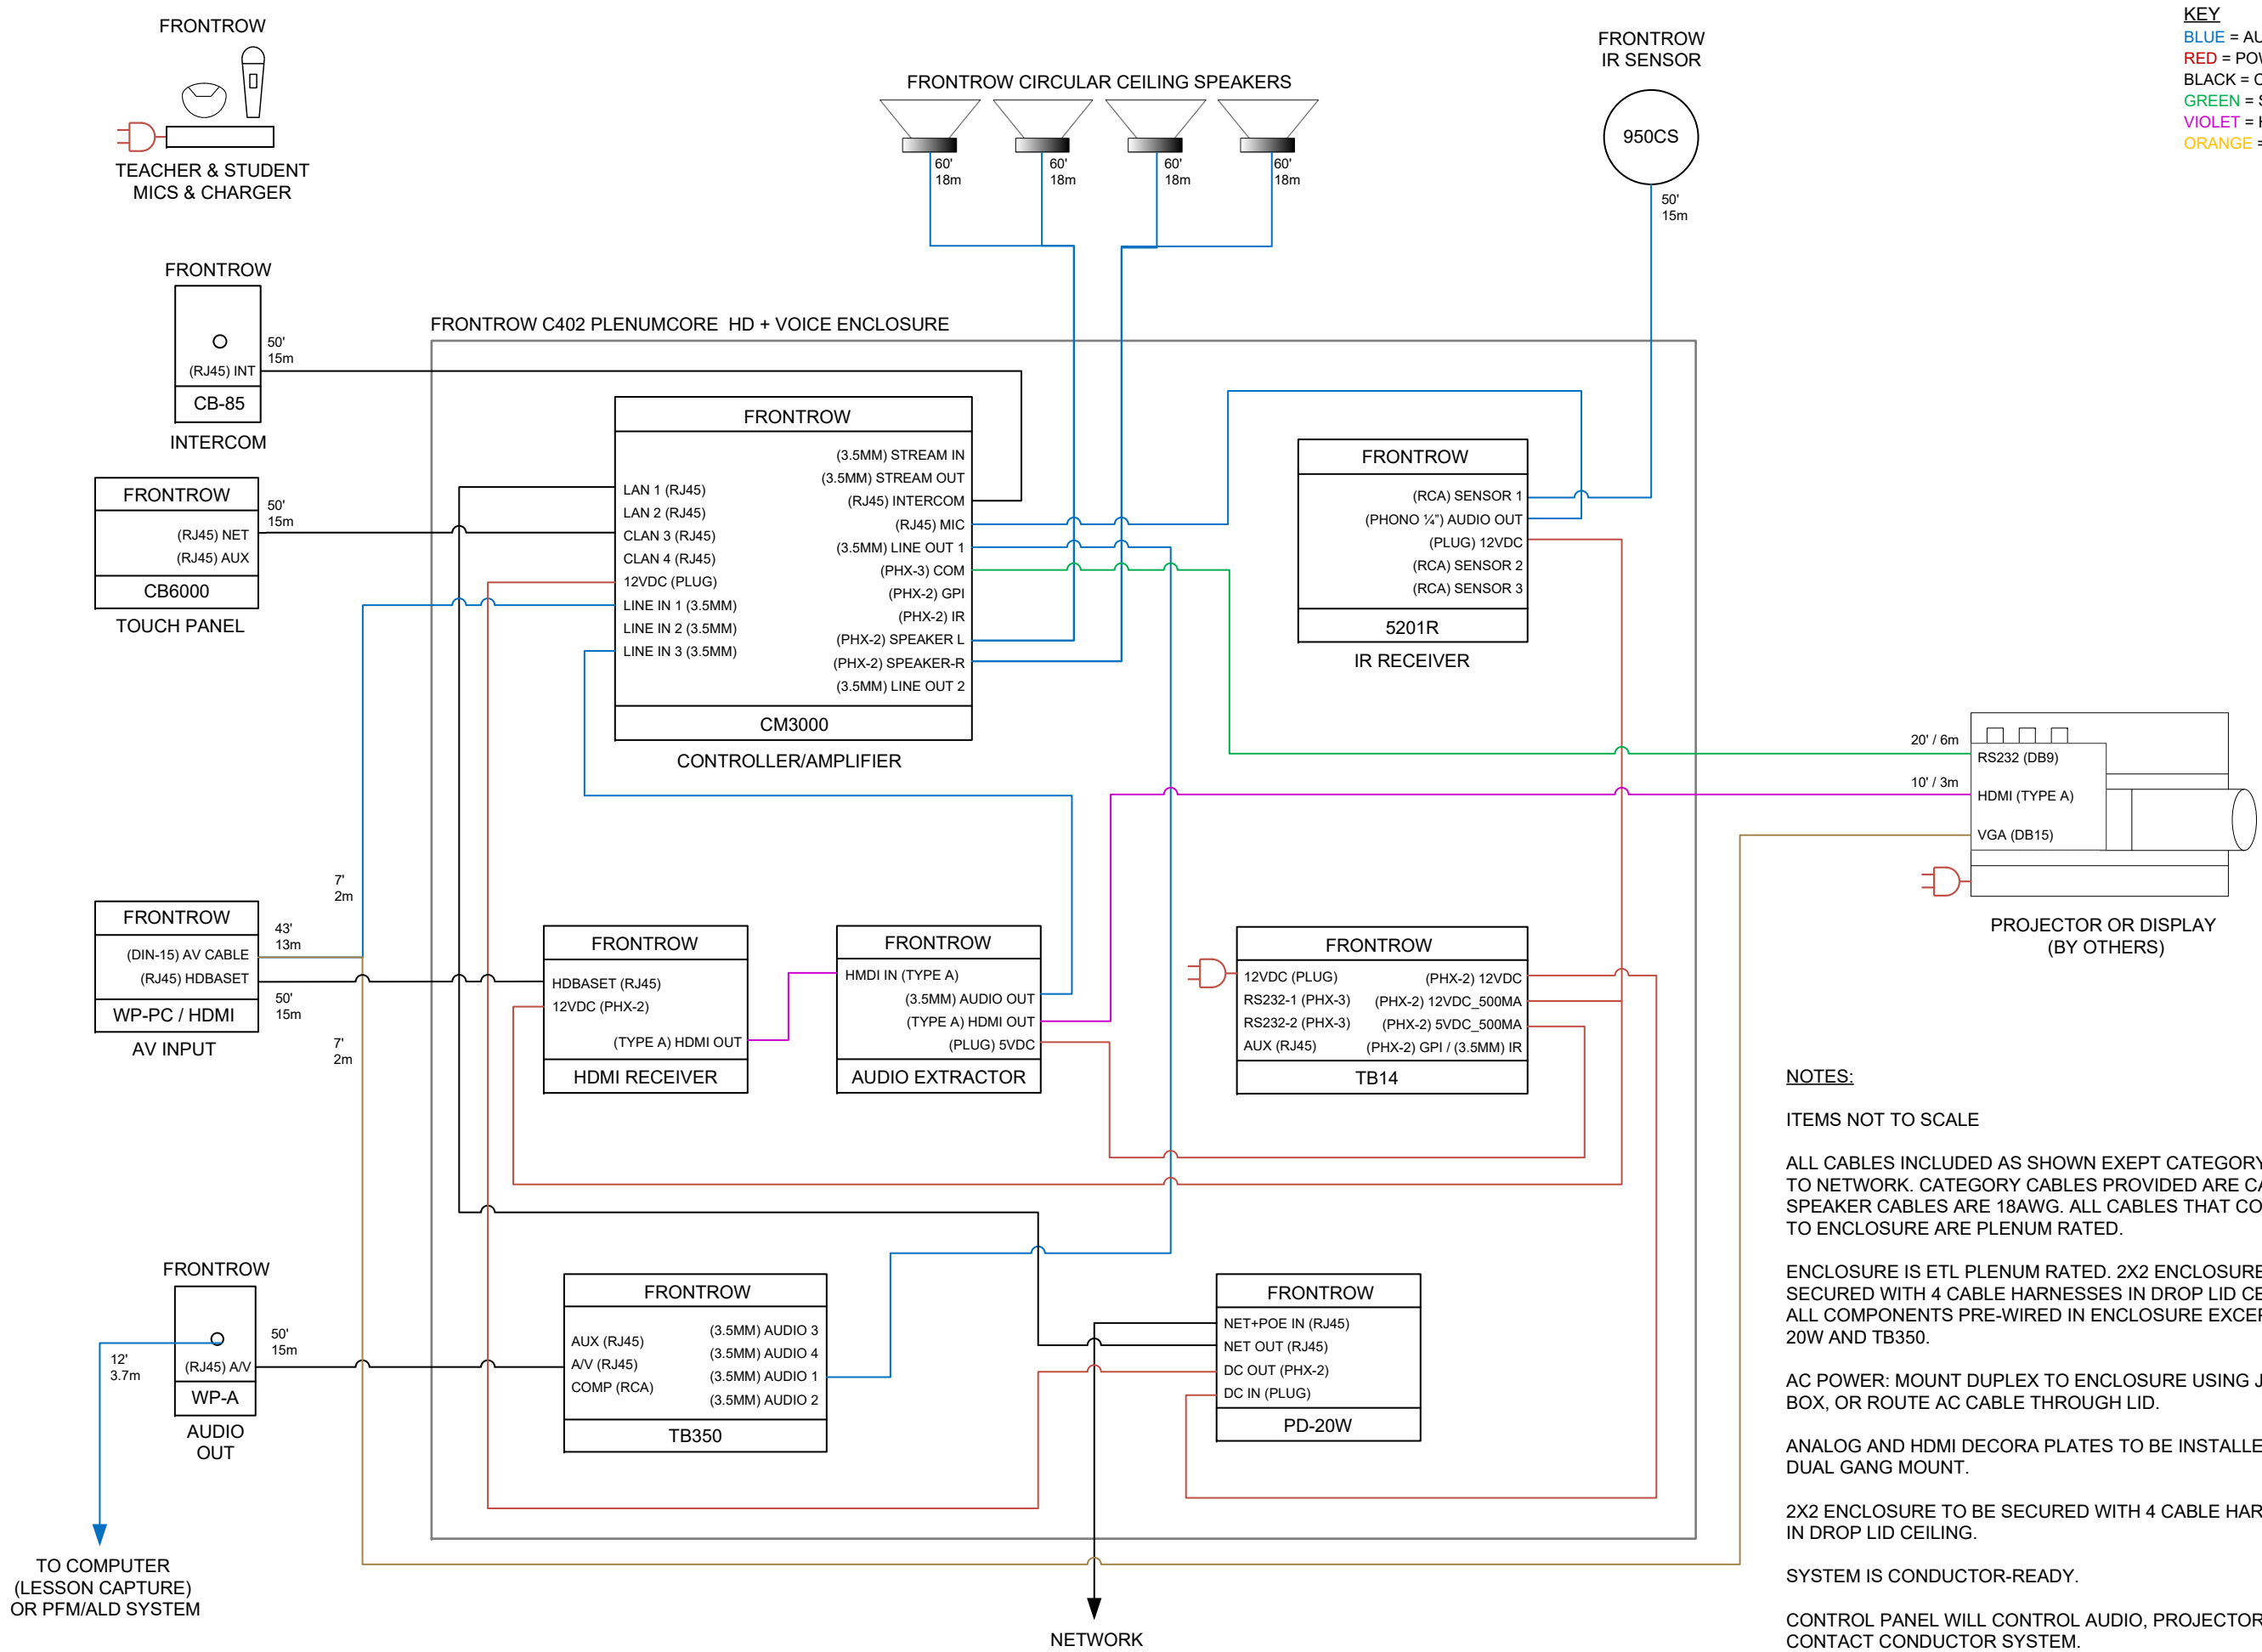 FRONTROW
TEACHER & STUDENT
MICS & CHARGER
FRONTROW CIRCULAR CEILING SPEAKERS
60'
18m
60'
18m
60'
18m
60'
18m
FRONTROW
IR SENSOR
950CS
50'
15m
KEY
BLUE =
RED =
BLACK =
GREEN =
VIOLET =
ORANGE =
FRONTROW
(RJ45) INT
CB-85
INTERCOM
50'
15m
FRONTROW C402 PLENUMCORE HD + VOICE ENCLOSURE
FRONTROW
(RJ45) NET
(RJ45) AUX
CB6000
TOUCH PANEL
50'
15m
FRONTROW
LAN 1 (RJ45)
LAN 2 (RJ45)
CLAN 3 (RJ45)
CLAN 4 (RJ45)
12VDC (PLUG)
LINE IN 1 (3.5MM)
LINE IN 2 (3.5MM)
LINE IN 3 (3.5MM)
(3.5MM) STREAM IN
(3.5MM) STREAM OUT
(RJ45) INTERCOM
(RJ45) MIC
(3.5MM) LINE OUT 1
(PHX-3) COM
(PHX-2) GPI
(PHX-2) IR
(PHX-2) SPEAKER L
(PHX-2) SPEAKER-R
(3.5MM) LINE OUT 2
CM3000
CONTROLLER/AMPLIFIER
FRONTROW
(RCA) SENSOR 1
(PHONO ¼") AUDIO OUT
(PLUG) 12VDC
(RCA) SENSOR 2
(RCA) SENSOR 3
5201R
IR RECEIVER
20' / 6m
10' / 3m
RS232 (DB9)
HDMI (TYPE A)
VGA (DB15)
PROJECTOR OR DISPLAY
(BY OTHERS)
7'
2m
FRONTROW
(DIN-15) AV CABLE
(RJ45) HDBASET
WP-PC / HDMI
AV INPUT
43'
13m
50'
15m
7'
2m
FRONTROW
HDBASET (RJ45)
12VDC (PHX-2)
(TYPE A) HDMI OUT
HDMI RECEIVER
FRONTROW
HMDI IN (TYPE A)
(3.5MM) AUDIO OUT
(TYPE A) HDMI OUT
(PLUG) 5VDC
AUDIO EXTRACTOR
FRONTROW
12VDC (PLUG)
RS232-1 (PHX-3)
RS232-2 (PHX-3)
AUX (RJ45)
(PHX-2) 12VDC
(PHX-2) 12VDC_500MA
(PHX-2) 5VDC_500MA
(PHX-2) GPI / (3.5MM) IR
TB14
FRONTROW
(RJ45) A/V
WP-A
AUDIO
OUT
50'
15m
12'
3.7m
TO COMPUTER
(LESSON CAPTURE)
OR PFM/ALD SYSTEM
FRONTROW
AUX (RJ45)
A/V (RJ45)
COMP (RCA)
(3.5MM) AUDIO 3
(3.5MM) AUDIO 4
(3.5MM) AUDIO 1
(3.5MM) AUDIO 2
TB350
FRONTROW
NET+POE IN (RJ45)
NET OUT (RJ45)
DC OUT (PHX-2)
DC IN (PLUG)
PD-20W
NETWORK
NOTES:
ITEMS NOT TO SCALE
ALL CABLES INCLUDED AS SHOWN EXEPT CATEGORY
TO NETWORK. CATEGORY CABLES PROVIDED ARE
SPEAKER CABLES ARE 18AWG. ALL CABLES THAT
TO ENCLOSURE ARE PLENUM RATED.
ENCLOSURE IS ETL PLENUM RATED. 2X2 ENCLOSURE
SECURED WITH 4 CABLE HARNESSES IN DROP LID
ALL COMPONENTS PRE-WIRED IN ENCLOSURE
20W AND TB350.
AC POWER: MOUNT DUPLEX TO ENCLOSURE USING
BOX, OR ROUTE AC CABLE THROUGH LID.
ANALOG AND HDMI DECORA PLATES TO BE
DUAL GANG MOUNT.
2X2 ENCLOSURE TO BE SECURED WITH 4 CABLE
IN DROP LID CEILING.
SYSTEM IS CONDUCTOR-READY.
CONTROL PANEL WILL CONTROL AUDIO, PROJECTOR
CONTACT CONDUCTOR SYSTEM.